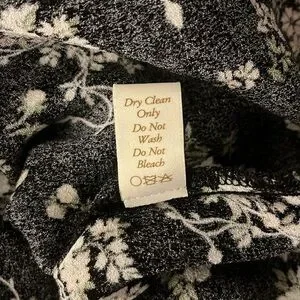 Dry Clean
Only
Do Not
Wash
Do Not
Bleach